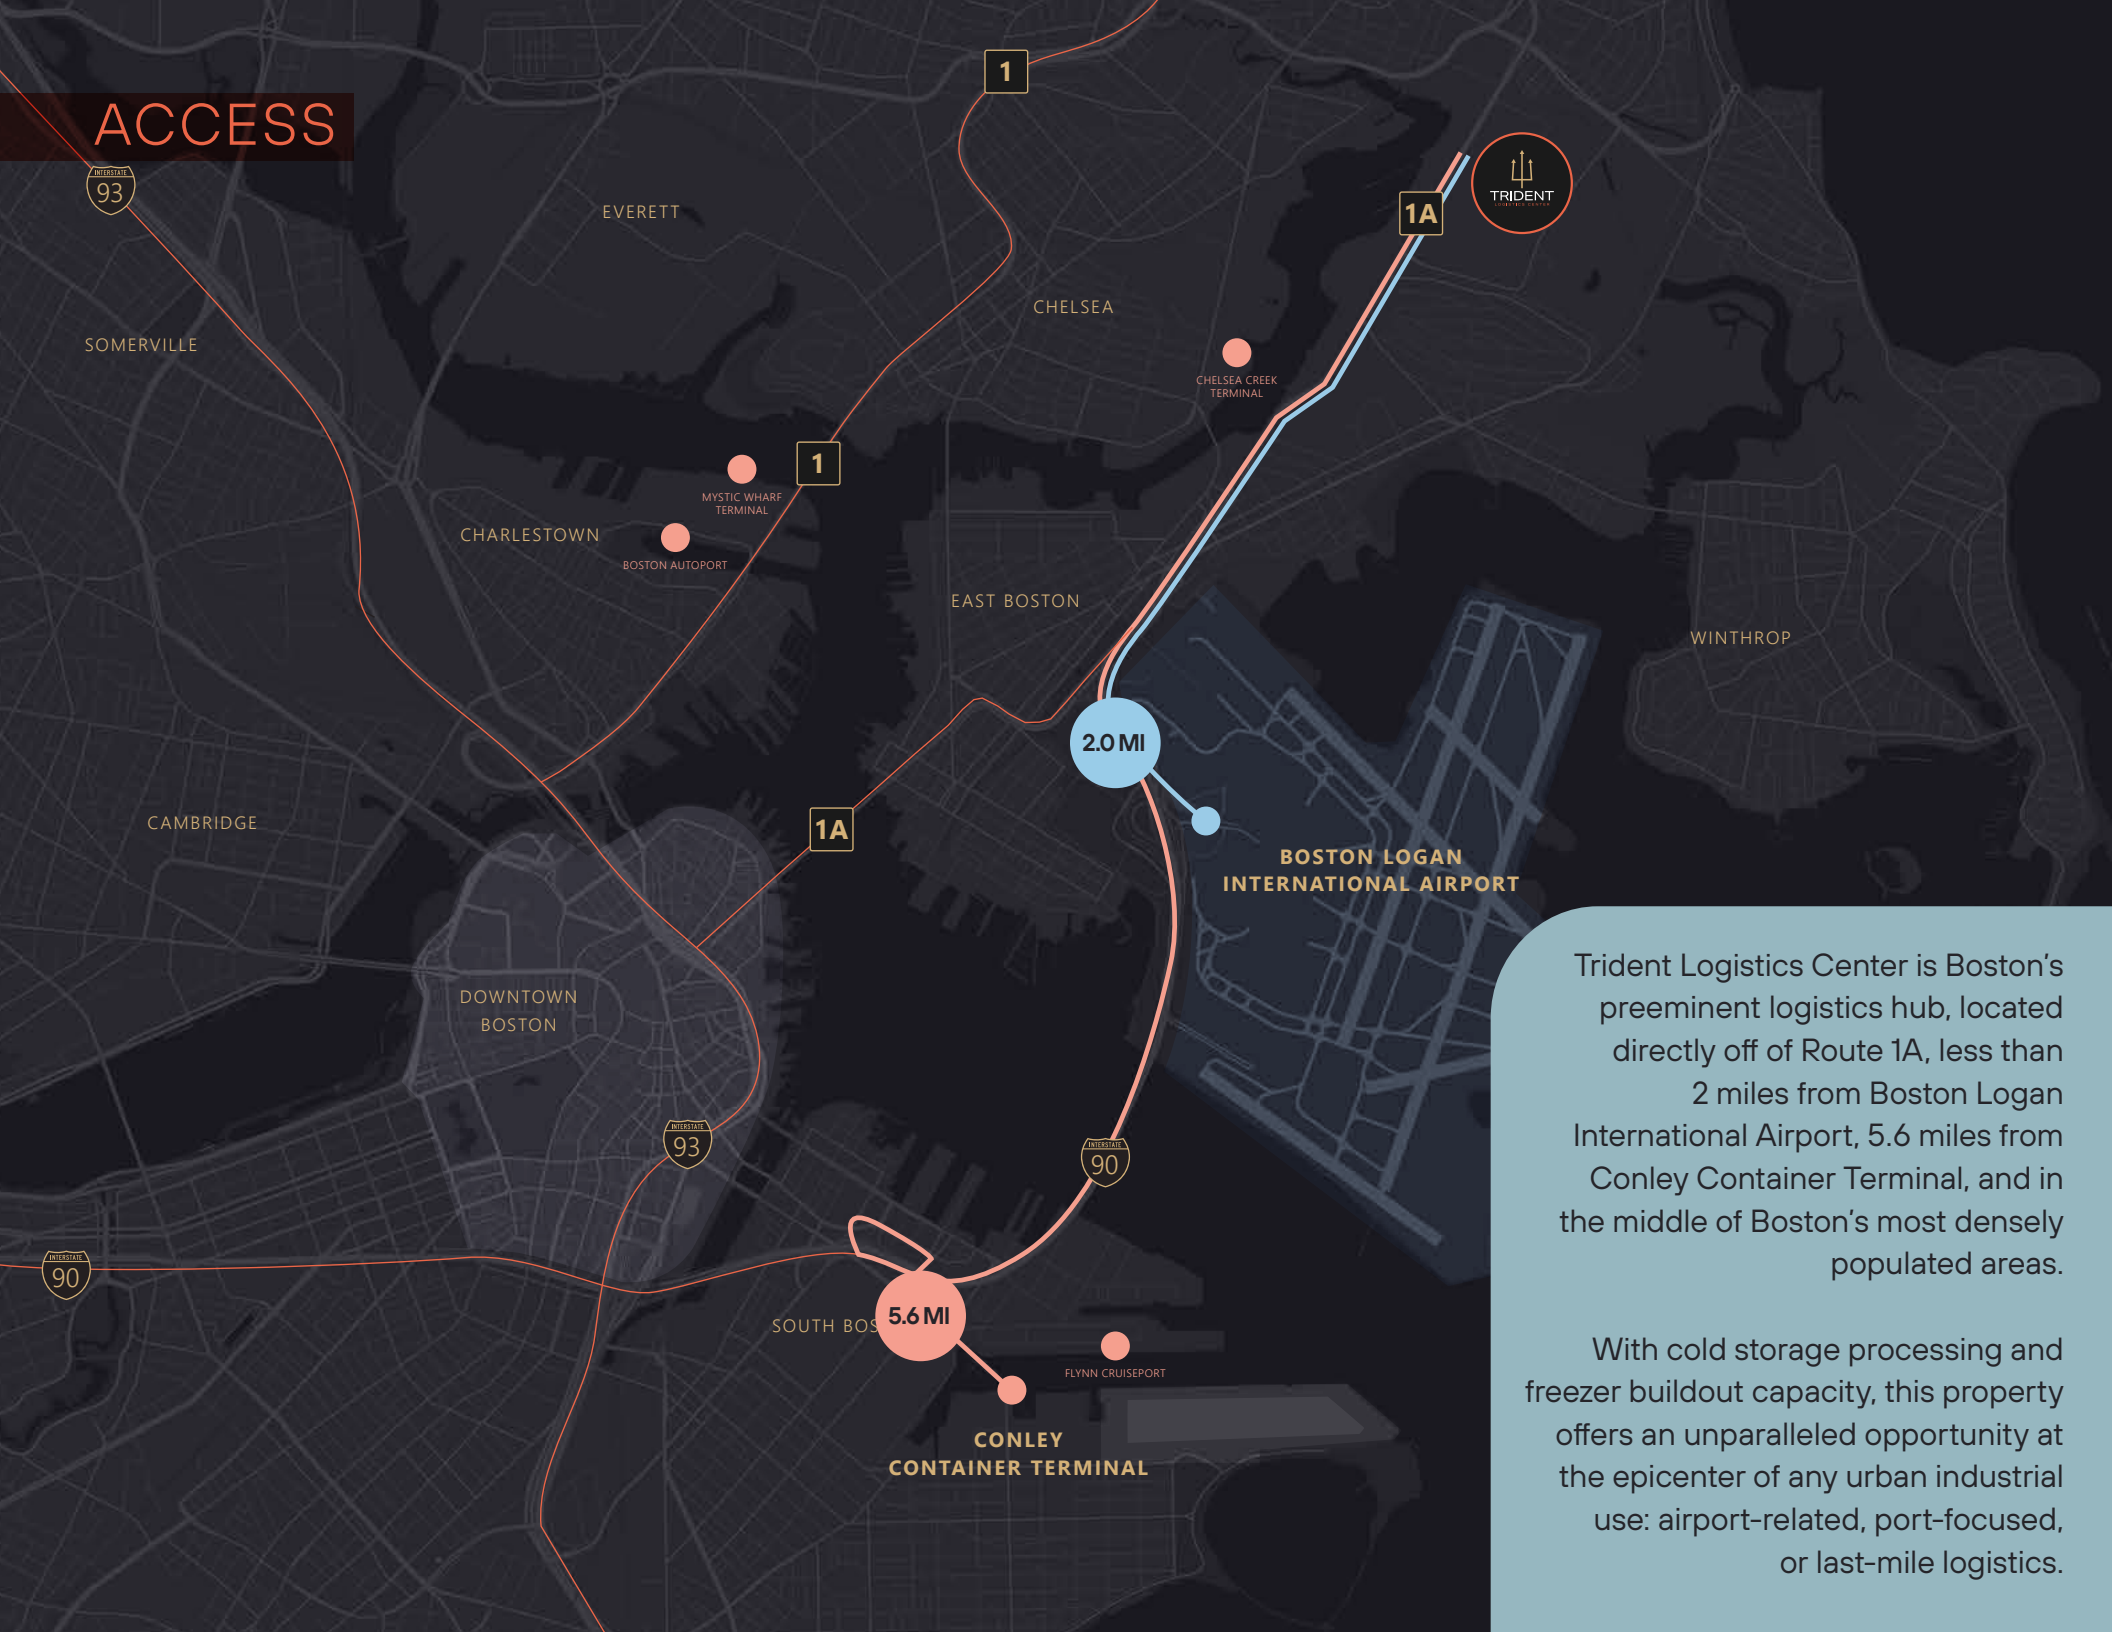 ACCESS
1
INTERSTATE
93
1A
TRIDENT
LOGISTICS CENTER
EVERETT
CHELSEA
SOMERVILLE
CHELSEA CREEK
TERMINAL
1
MYSTIC WHARF
TERMINAL
CHARLESTOWN
BOSTON AUTOPORT
EAST BOSTON
WINTHROP
2.0 MI
CAMBRIDGE
1A
BOSTON LOGAN
INTERNATIONAL AIRPORT
DOWNTOWN
BOSTON
INTERSTATE
93
INTERSTATE
90
INTERSTATE
90
SOUTH BOS
5.6 MI
FLYNN CRUISEPORT
CONLEY
CONTAINER TERMINAL
Trident Logistics Center is Boston's
preeminent logistics hub, located
directly off of Route 1A, less than
2 miles from Boston Logan
International Airport, 5.6 miles from
Conley Container Terminal, and in
the middle of Boston's most densely
populated areas.
With cold storage processing and
freezer buildout capacity, this property
offers an unparalleled opportunity at
the epicenter of any urban industrial
use: airport-related, port-focused,
or last-mile logistics.